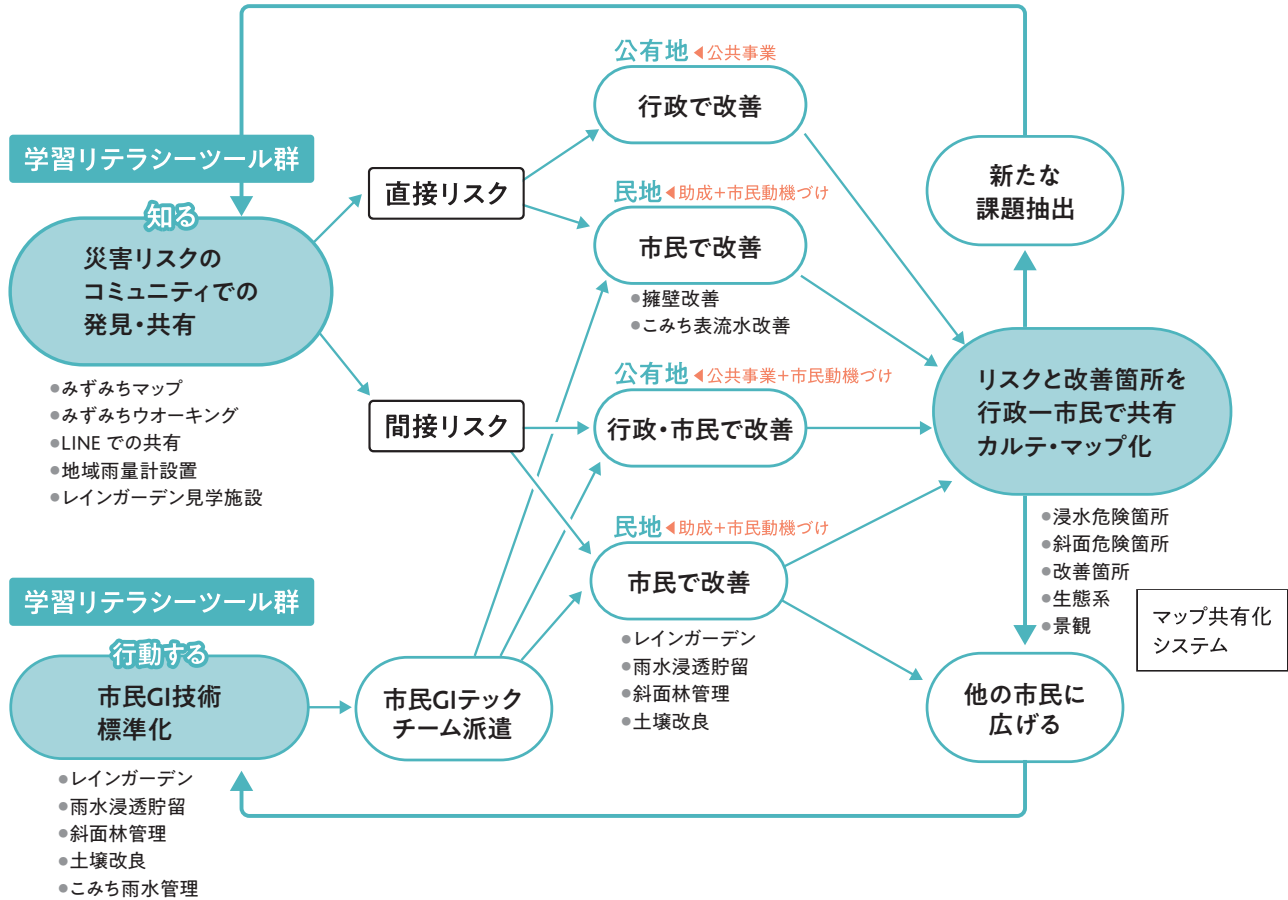 学習リテラシーツール群
知る
災害リスクの
コミュニティでの
発見・共有
●みずみちマップ
●みずみちウオーキング
●LINE での共有
●地域雨量計設置
●レインガーデン見学施設
学習リテラシーツール群
行動する
市民GI技術
標準化
●レインガーデン
●雨水浸透貯留
●斜面林管理
●土壌改良
●こみち雨水管理
直接リスク
間接リスク
市民GIテック
チーム派遣
公有地 ◀公共事業
行政で改善
民地 ◀助成+市民動機づけ
市民で改善
●擁壁改善
●こみち表流水改善
公有地 ◀公共事業+市民動機づけ
行政・市民で改善
民地 ◀助成+市民動機づけ
市民で改善
●レインガーデン
●雨水浸透貯留
●斜面林管理
●土壌改良
新たな
課題抽出
リスクと改善箇所を
行政ー市民で共有
カルテ・マップ化
●浸水危険箇所
●斜面危険箇所
●改善箇所
●生態系
●景観
マップ共有化
システム
他の市民に
広げる